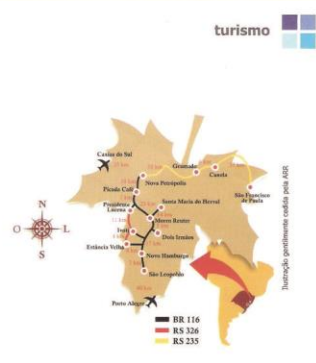 turismo
Caxias do Sul
Gramado
Canela
Nova Petrópolis
São Francisco
de Paula
Picada Café
Santa Maria do Herval
Presidente
Lucena
Morro Reuter
Ivoti
Dois Irmãos
Estância Velha
Novo Hamburgo
São Leopoldo
Porto Alegre
N
O
L
S
Ilustração gentilmente cedida pela ARR
BR 116
RS 326
RS 235